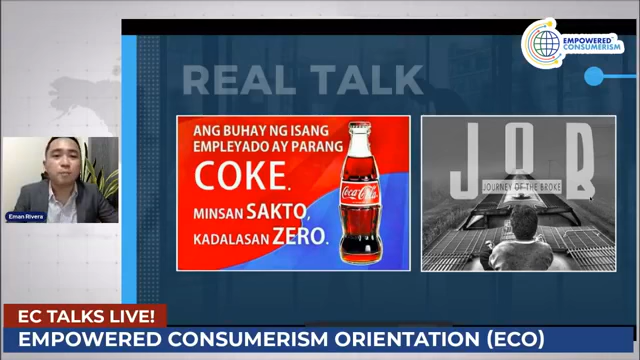 EMPOWERED
CONSUMERISM
REAL TALK
ANG BUHAY NG ISANG
EMPLEYADO AY PARANG
COKE.
MINSAN SAKTO,
KADALASAN ZERO.
Coca-Cola
JOB
JOURNEY OF THE BROKE
Eman Rivera
EC TALKS LIVE!
EMPOWERED CONSUMERISM ORIENTATION (ECO)